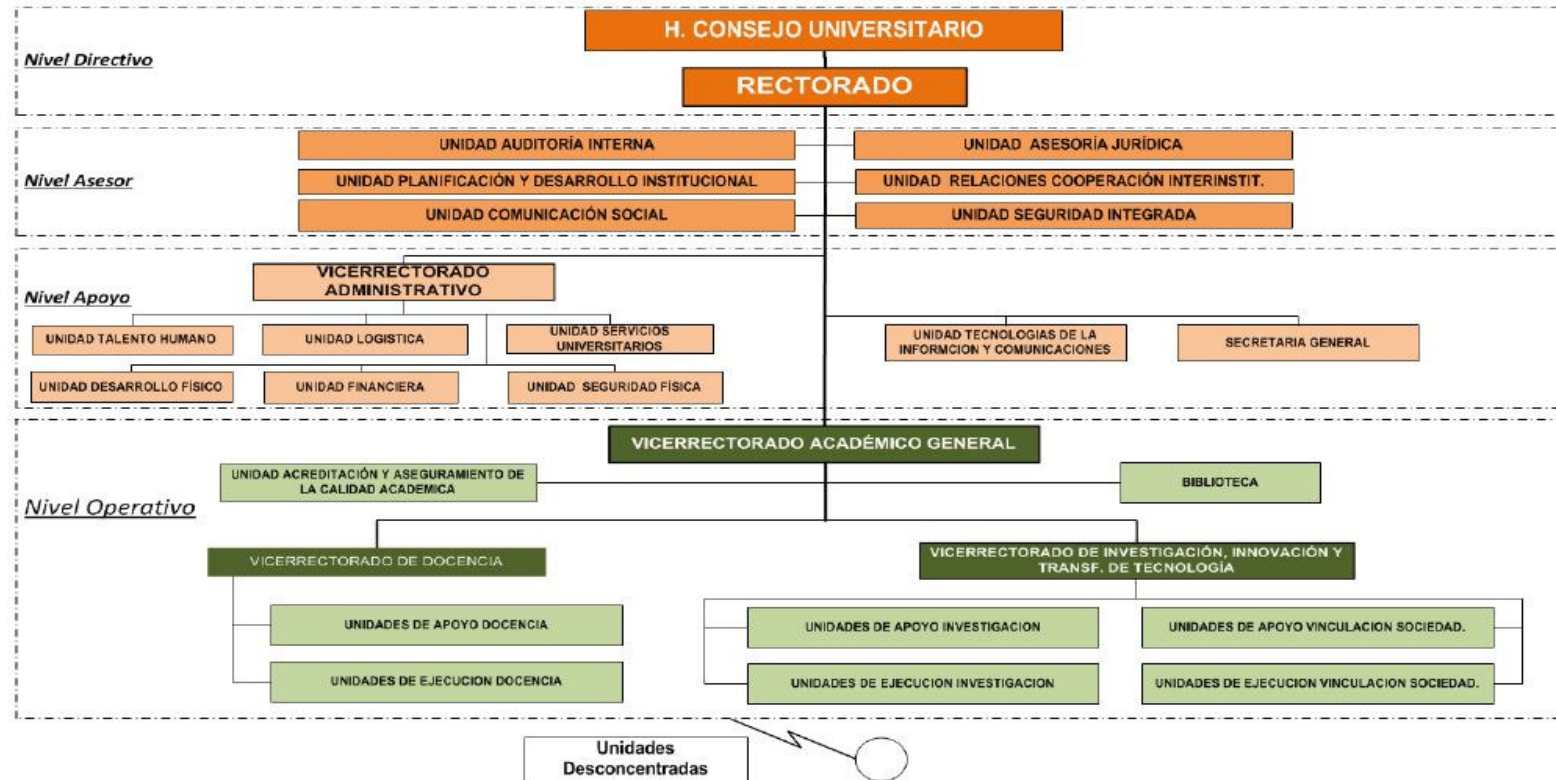 H. CONSEJO UNIVERSITARIO
Nivel Directivo
RECTORADO
UNIDAD AUDITORÍA INTERNA
UNIDAD ASESORÍA JURÍDICA
Nivel Asesor
UNIDAD PLANIFICACIÓN Y DESARROLLO INSTITUCIONAL
UNIDAD RELACIONES COOPERACIÓN INTERINSTIT.
UNIDAD COMUNICACIÓN SOCIAL
UNIDAD SEGURIDAD INTEGRADA
VICERRECTORADO
ADMINISTRATIVO
Nivel Apoyo
UNIDAD TALENTO HUMANO
UNIDAD LOGISTICA
UNIDAD SERVICIOS
UNIVERSITARIOS
UNIDAD TECNOLOGIAS DE LA
INFORMCION Y COMUNICACIONES
SECRETARIA GENERAL
UNIDAD DESARROLLO FÍSICO
UNIDAD FINANCIERA
UNIDAD SEGURIDAD FÍSICA
VICERRECTORADO ACADÉMICO GENERAL
UNIDAD ACREDITACIÓN Y ASEGURAMIENTO DE
LA CALIDAD ACADEMICA
BIBLIOTECA
Nivel Operativo
VICERRECTORADO DE DOCENCIA
VICERRECTORADO DE INVESTIGACIÓN, INNOVACIÓN Y
TRANSF. DE TECNOLOGÍA
UNIDADES DE APOYO DOCENCIA
UNIDADES DE APOYO INVESTIGACION
UNIDADES DE APOYO VINCULACION SOCIEDAD.
UNIDADES DE EJECUCION DOCENCIA
UNIDADES DE EJECUCION INVESTIGACION
UNIDADES DE EJECUCION VINCULACION SOCIEDAD.
Unidades
Desconcentradas